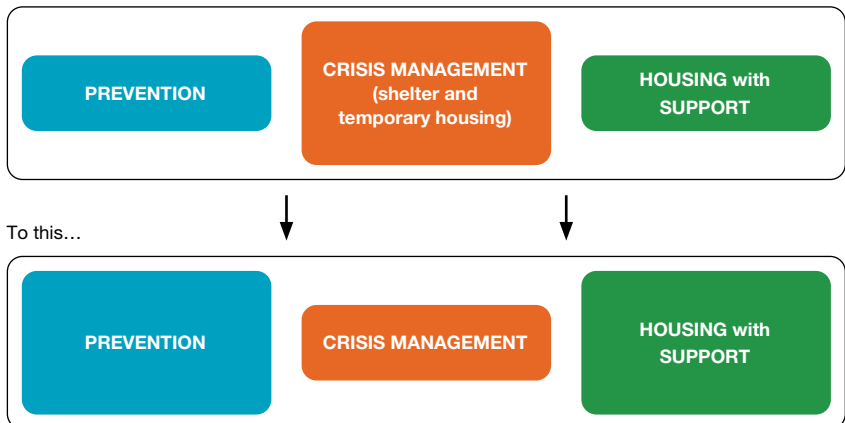 PREVENTION
CRISIS MANAGEMENT
(shelter and
temporary housing)
HOUSING with
SUPPORT
To this…
PREVENTION
CRISIS MANAGEMENT
HOUSING with
SUPPORT